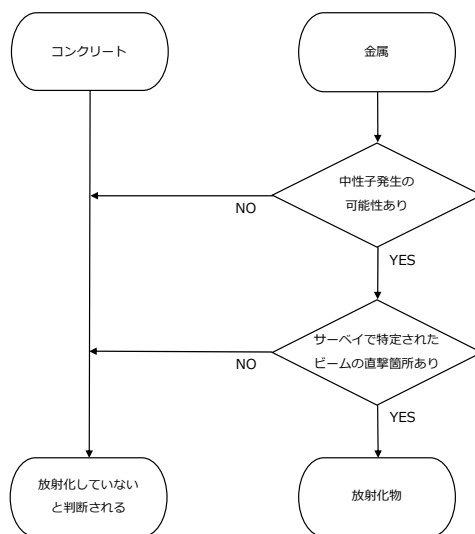 コンクリート
金属
中性子発生の
可能性あり
NO
YES
サーベイで特定された
ビームの直撃箇所あり
NO
YES
放射化していない
と判断される
放射化物